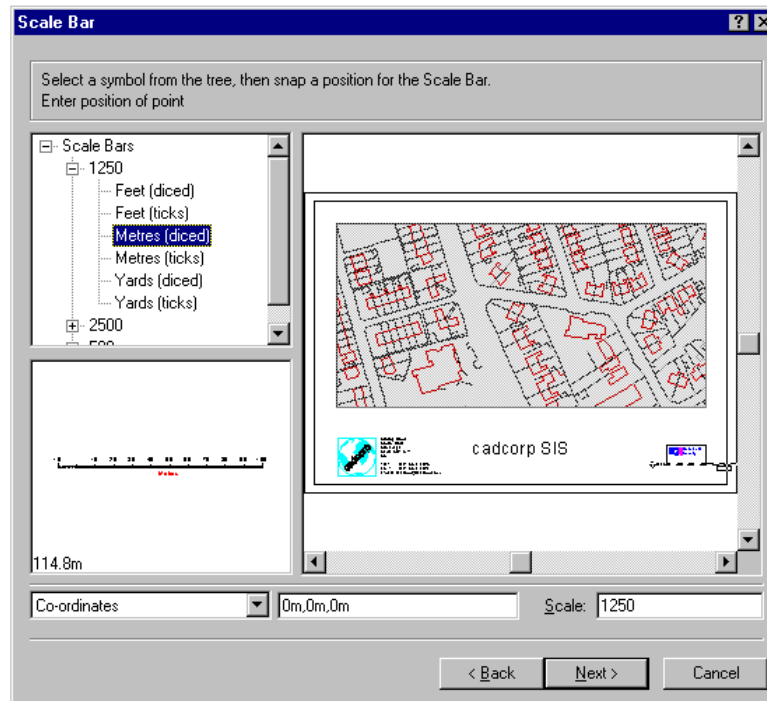 Scale Bar
Select a symbol from the tree, then snap a position for the Scale Bar.
Enter position of point
Scale Bars
1250
Feet (diced)
Feet (ticks)
Metres (diced)
Metres (ticks)
Yards (diced)
Yards (ticks)
2500
Metres
114.8m
cadcorp SIS
Co-ordinates
0m,0m,0m
Scale:
1250
< Back
Next >
Cancel